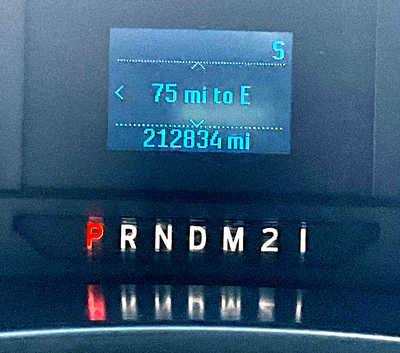 S
75 mi to E
212834 mi
P R N D M 2 1